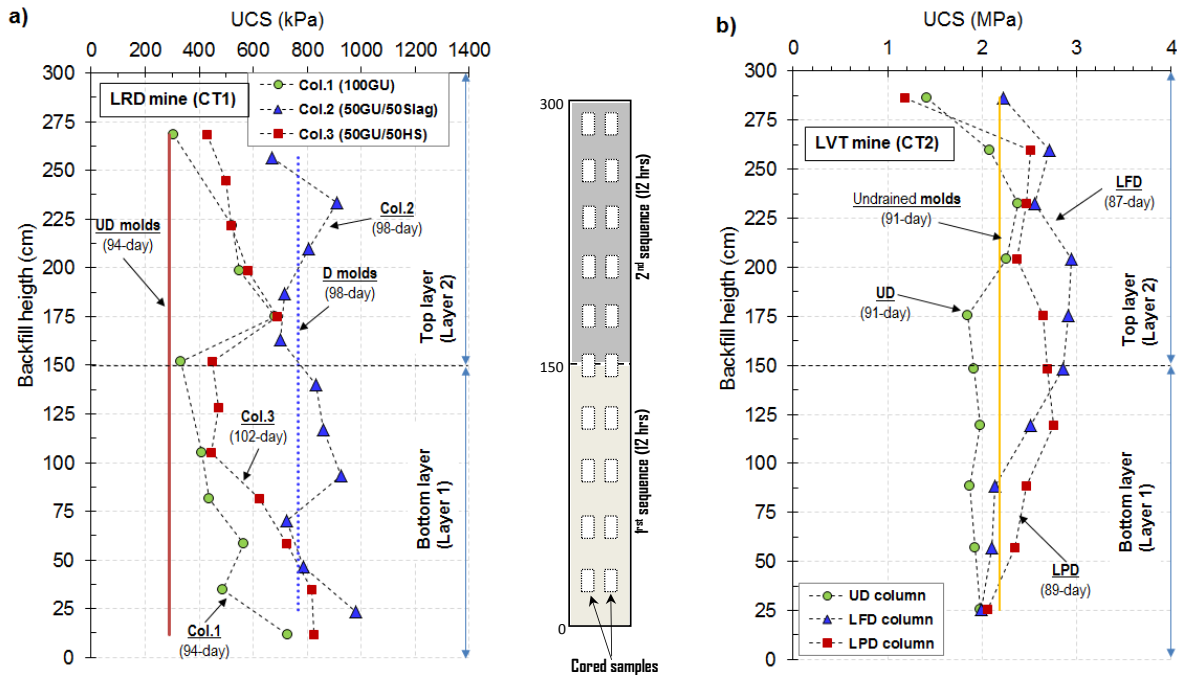 a)
UCS (kPa)
0 200 400 600 800 1000 1200 1400
300
275
250
225
200
175
150
125
100
75
50
25
0
Backfill heigth (cm)
LRD mine (CT1)
Col.1 (100GU)
Col.2 (50GU/50Slag)
Col.3 (50GU/50HS)
UD molds
(94-day)
Col.2
(98-day)
D molds
(98-day)
Top layer
(Layer 2)
Col.3
(102-day)
Bottom layer
(Layer 1)
Col.1
(94-day)
300
150
0
2nd sequence (12 hrs)
1rst sequence (12 hrs)
Cored samples
b)
UCS (MPa)
0 1 2 3 4
300
275
250
225
200
175
150
125
100
75
50
25
0
Backfill heigth (cm)
LVT mine (CT2)
Undrained molds
(91-day)
LFD
(87-day)
UD
(91-day)
Top layer
(Layer 2)
Bottom layer
(Layer 1)
LPD
(89-day)
UD column
LFD column
LPD column